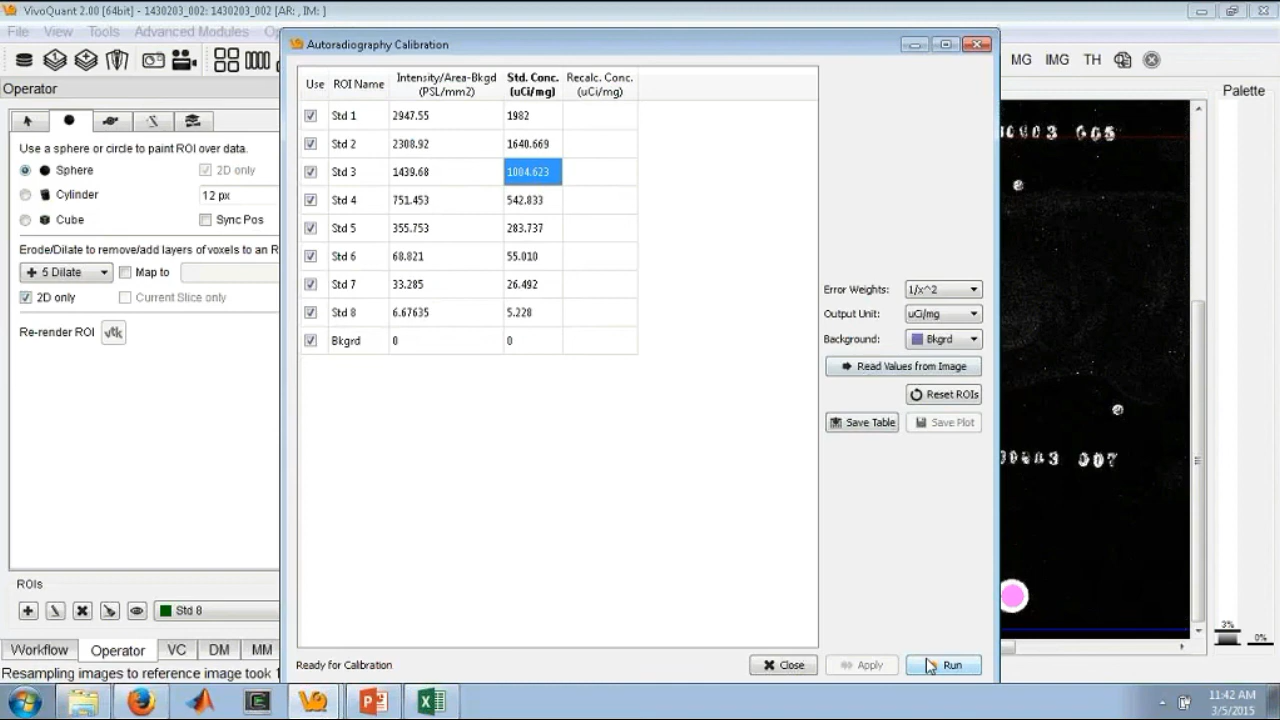 VivoQuant 2.00 [64bit] - 1430203_002: 1430203_002 [AR: , IM: ]
File View Tools Advanced Modules
Autoradiography Calibration
MG IMG TH
Operator
Palette
Use a sphere or circle to paint ROI over data.
Sphere 2D only
Cylinder 12 px
Cube Sync Pos
Erode/Dilate to remove/add layers of voxels to an R
5 Dilate Map to
2D only Current Slice only
Re-render ROI vtk
Use ROI Name Intensity/Area-Bkgd (PSL/mm2) Std. Conc. (uCi/mg) Recalc. Conc. (uCi/mg)
Std 1 2947.55 1982
Std 2 2308.92 1640.669
Std 3 1439.68 1004.623
Std 4 751.453 542.833
Std 5 355.753 283.737
Std 6 68.821 55.010
Std 7 33.285 26.492
Std 8 6.67635 5.228
Bkgrd 0 0
Error Weights: 1/x^2
Output Unit: uCi/mg
Background: Bkgrd
Read Values from Image
Reset ROIs
Save Table Save Plot
005
007
ROIs
Std 8
3% 0%
Workflow Operator VC DM MM
Ready for Calibration
Close Apply Run
Resampling images to reference image took 1
11:42 AM
3/5/2015